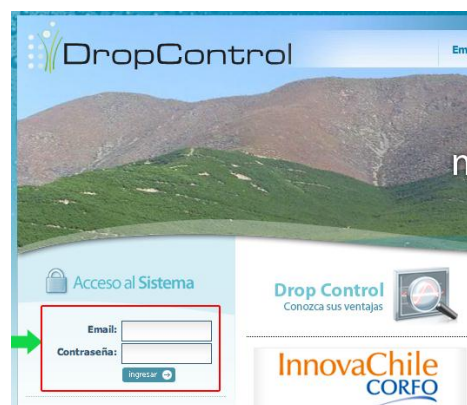 DropControl
Em
n
Acceso al Sistema
Email:
Contraseña:
ingresar
Drop Control
Conozca sus ventajas
InnovaChile
CORFO